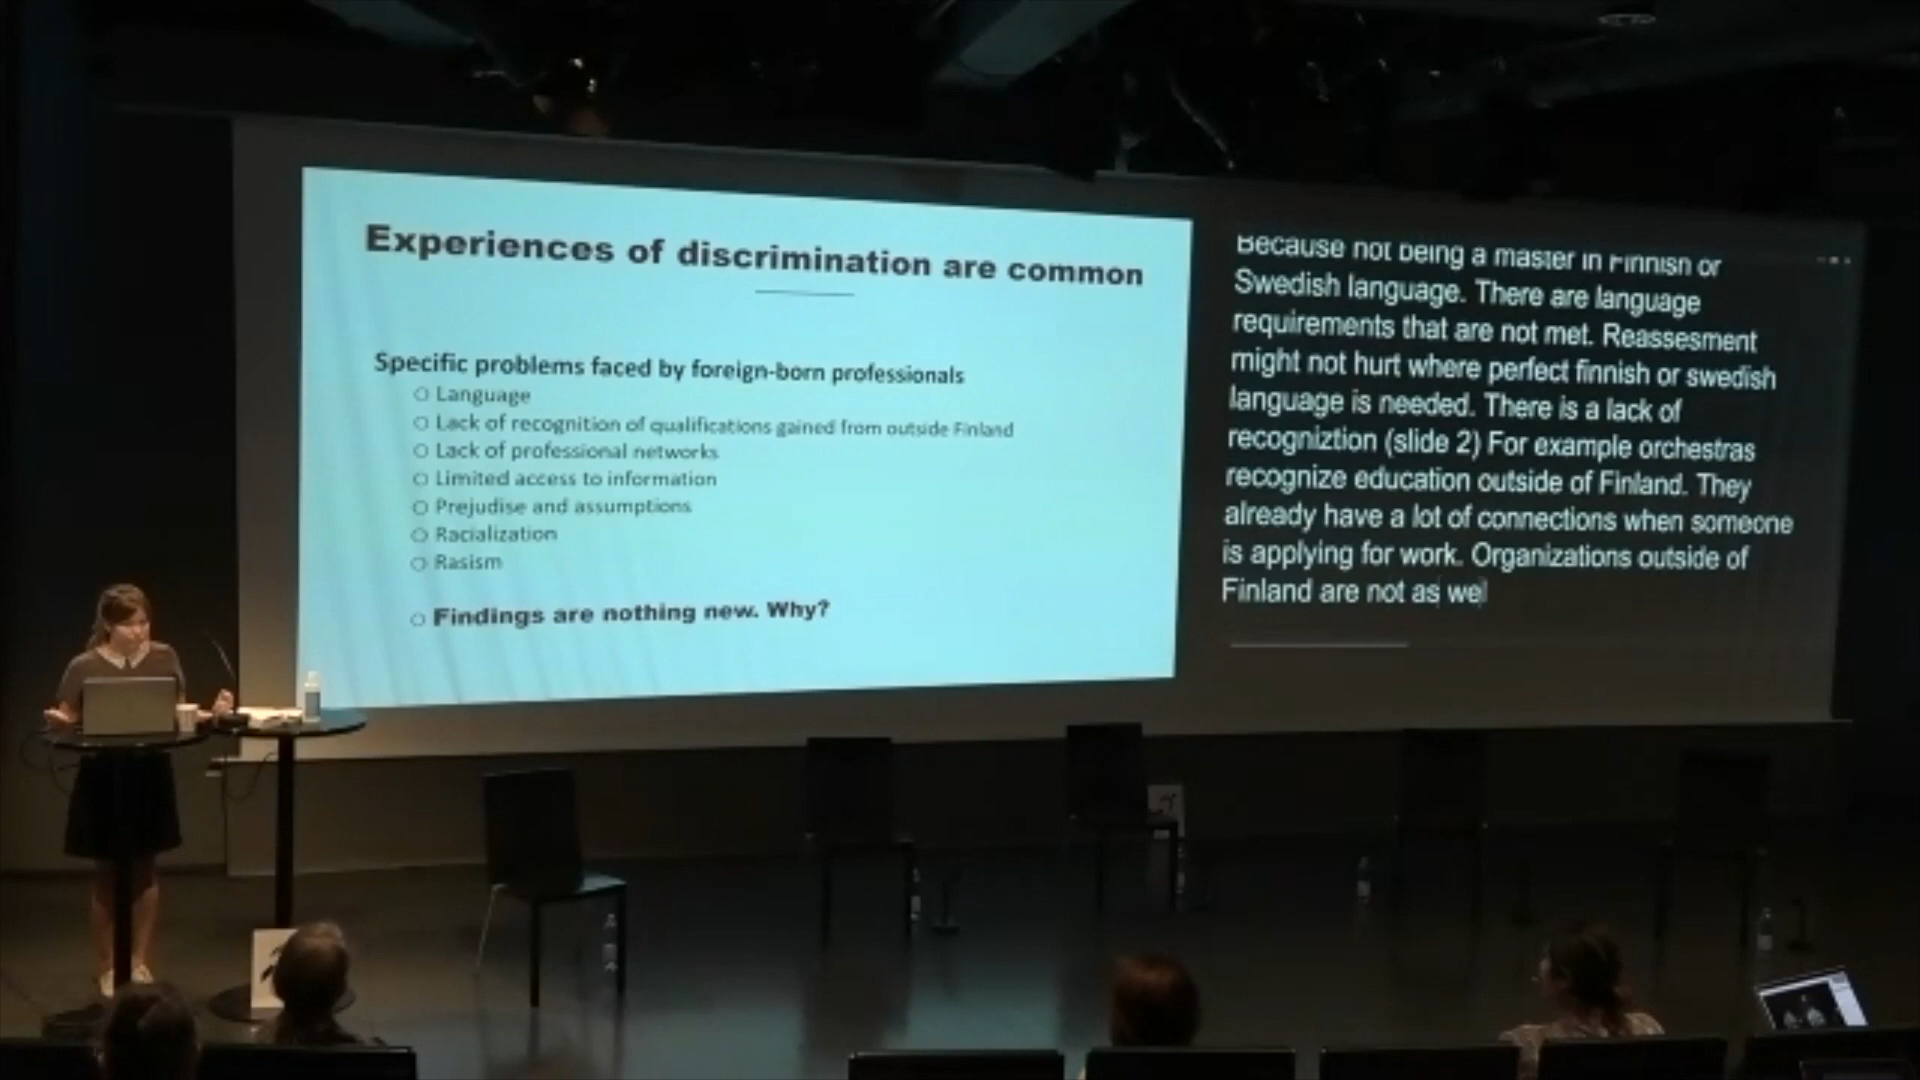 Experiences of discrimination are common
Specific problems faced by foreign-born professionals
Language
Lack of recognition of qualifications gained from outside Finland
Lack of professional networks
Limited access to information
Prejudise and assumptions
Racialization
Rasism
Findings are nothing new. Why?
Because not being a master in Finnish or
Swedish language. There are language
requirements that are not met. Reassesment
might not hurt where perfect finnish or swedish
language is needed. There is a lack of
recogniztion (slide 2) For example orchestras
recognize education outside of Finland. They
already have a lot of connections when someone
is applying for work. Organizations outside of
Finland are not as wel